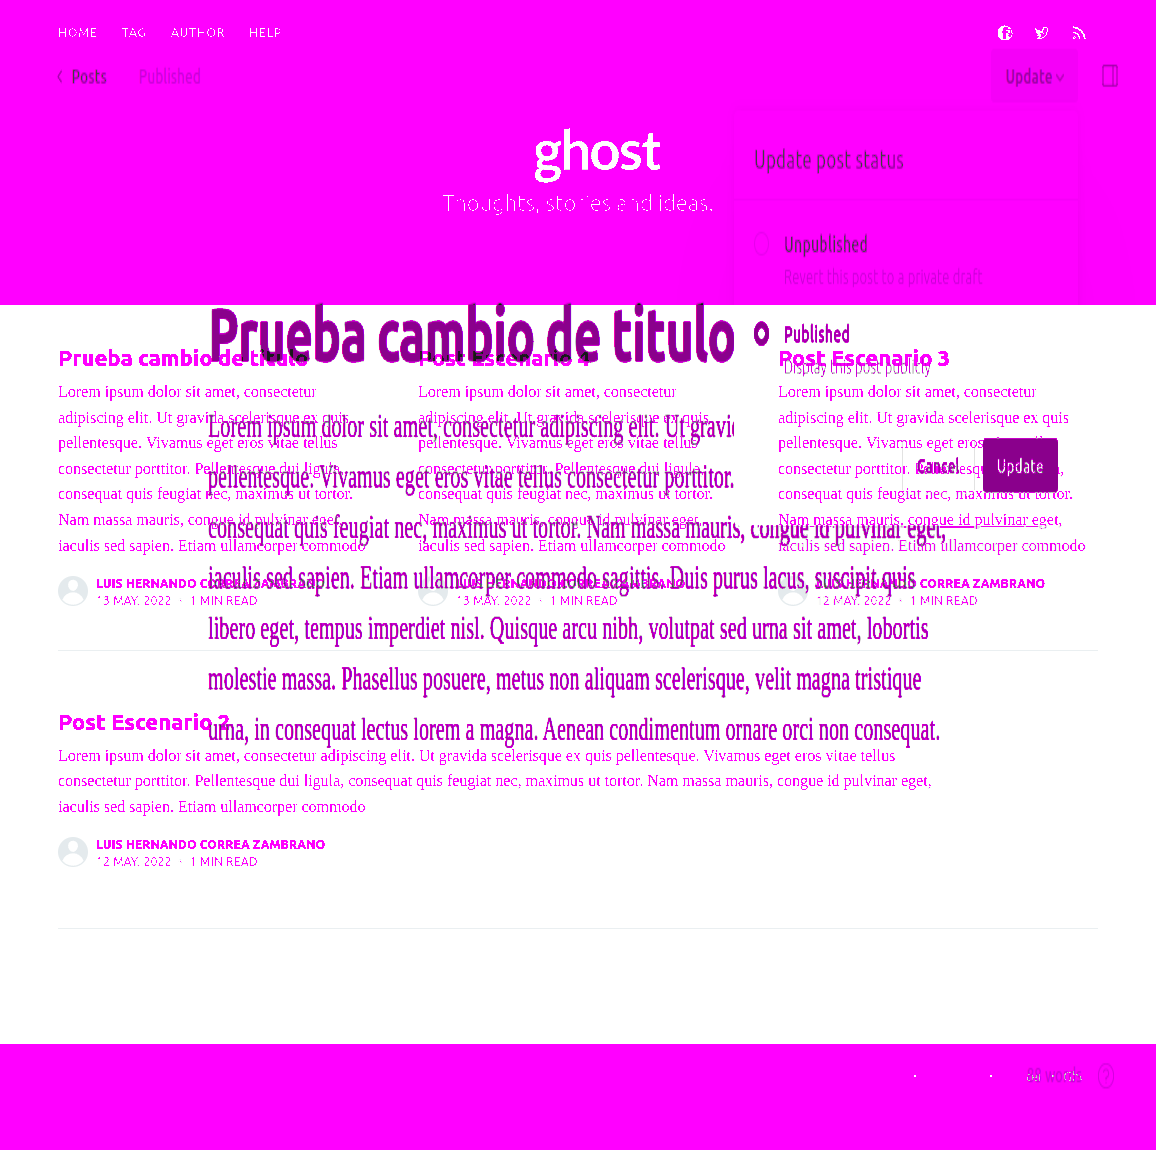 HOME TAG AUTHOR HELP
Posts Published Update
ghost
Update post status
Thoughts, stories and ideas.
Unpublished
Revert this post to a private draft
Prueba cambio de titulo
Published
Display this post publicly
Prueba cambio de titulo
Lorem ipsum dolor sit amet, consectetur
adipiscing elit. Ut gravida scelerisque ex quis
pellentesque. Vivamus eget eros vitae tellus
consectetur porttitor. Pellentesque dui ligula,
consequat quis feugiat nec, maximus ut tortor.
Nam massa mauris, congue id pulvinar eget,
iaculis sed sapien. Etiam ullamcorper commodo
LUIS HERNANDO CORREA ZAMBRANO
13 MAY. 2022 · 1 MIN READ
Post Escenario 4
Lorem ipsum dolor sit amet, consectetur
adipiscing elit. Ut gravida scelerisque ex quis
pellentesque. Vivamus eget eros vitae tellus
consectetur porttitor. Pellentesque dui ligula,
consequat quis feugiat nec, maximus ut tortor.
Nam massa mauris, congue id pulvinar eget,
iaculis sed sapien. Etiam ullamcorper commodo
LUIS HERNANDO CORREA ZAMBRANO
13 MAY. 2022 · 1 MIN READ
Post Escenario 3
Lorem ipsum dolor sit amet, consectetur
adipiscing elit. Ut gravida scelerisque ex quis
pellentesque. Vivamus eget eros
consectetur porttitor.
consequat quis feugiat nec, maximus ut tortor.
Nam massa mauris, congue id pulvinar eget,
iaculis sed sapien. Etiam ullamcorper commodo
LUIS HERNANDO CORREA ZAMBRANO
12 MAY. 2022 · 1 MIN READ
Cancel Update
Lorem ipsum dolor sit amet, consectetur adipiscing elit. Ut
pellentesque. Vivamus eget eros vitae tellus consectetur porttitor.
consequat quis feugiat nec, maximus ut tortor. Nam massa mauris, congue id pulvinar eget,
iaculis sed sapien. Etiam ullamcorper commodo sagittis. Duis purus lacus, suscipit quis
libero eget, tempus imperdiet nisl. Quisque arcu nibh, volutpat sed urna sit amet, lobortis
molestie massa. Phasellus posuere, metus non aliquam scelerisque, velit magna tristique
urna, in consequat lectus lorem a magna. Aenean condimentum ornare orci non consequat.
Post Escenario 2
Lorem ipsum dolor sit amet, consectetur adipiscing elit. Ut gravida scelerisque ex quis pellentesque. Vivamus eget eros vitae tellus
consectetur porttitor. Pellentesque dui ligula, consequat quis feugiat nec, maximus ut tortor. Nam massa mauris, congue id pulvinar eget,
iaculis sed sapien. Etiam ullamcorper commodo
LUIS HERNANDO CORREA ZAMBRANO
12 MAY. 2022 · 1 MIN READ